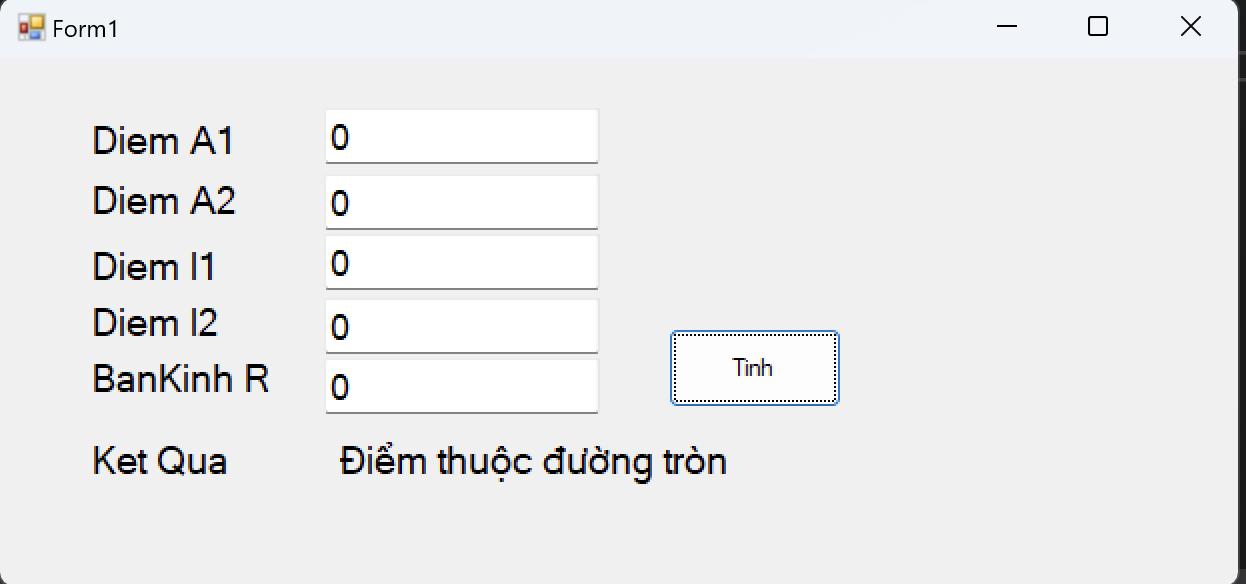 Form1
Diem A1 0
Diem A2 0
Diem I1 0
Diem I2 0
BanKinh R 0
Tinh
Ket Qua Điểm thuộc đường tròn